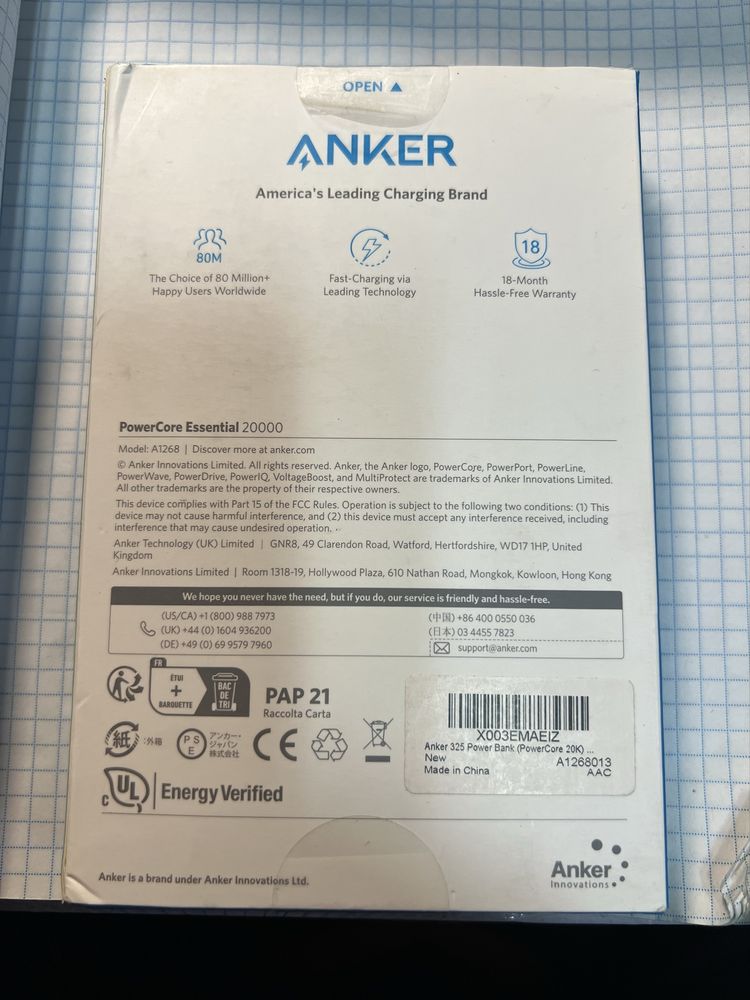 OPEN ▲
ANKER
America's Leading Charging Brand
80M
The Choice of 80 Million+
Happy Users Worldwide
Fast-Charging via
Leading Technology
18
18-Month
Hassle-Free Warranty
PowerCore Essential 20000
Model: A1268 | Discover more at anker.com
© Anker Innovations Limited. All rights reserved. Anker, the Anker logo, PowerCore, PowerPort, PowerLine,
PowerWave, PowerDrive, PowerIQ, VoltageBoost, and MultiProtect are trademarks of Anker Innovations Limited.
All other trademarks are the property of their respective owners.
This device complies with Part 15 of the FCC Rules. Operation is subject to the following two conditions: (1) This
device may not cause harmful interference, and (2) this device must accept any interference received, including
interference that may cause undesired operation.
Anker Technology (UK) Limited | GNR8, 49 Clarendon Road, Watford, Hertfordshire, WD17 1HP, United
Kingdom
Anker Innovations Limited | Room 1318-19, Hollywood Plaza, 610 Nathan Road, Mongkok, Kowloon, Hong Kong
We hope you never have the need, but if you do, our service is friendly and hassle-free.
(US/CA) +1 (800) 988 7973
(UK) +44 (0) 1604 936200
(DE) +49 (0) 69 9579 7960
(中国) +86 400 0550 036
(日本) 03 4455 7823
support@anker.com
FR
ÉTUI
+
BARQUETTE
BAC
DE
TRI
PAP 21
Raccolta Carta
紙 :外箱
P S
E
アンカー・
ジャパン
株式会社
CE
X003EMAEIZ
Anker 325 Power Bank (PowerCore 20K) ...
New
A1268013
Made in China
AAC
c UL Energy Verified
Anker is a brand under Anker Innovations Ltd.
Anker
Innovations